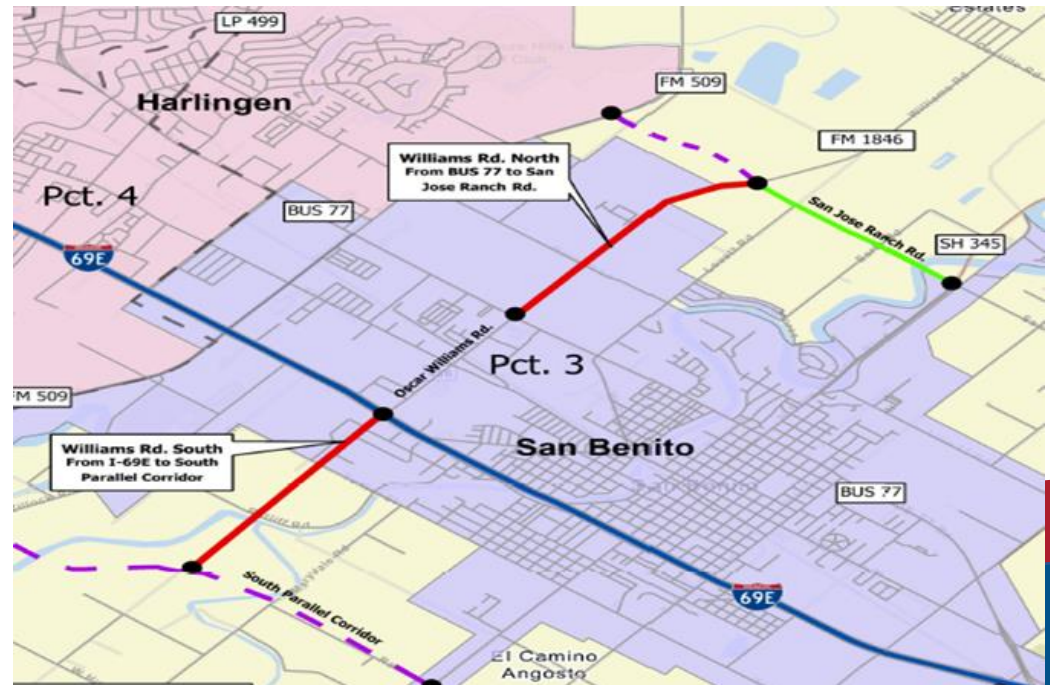 Estates
LP 499
FM 509
Harlingen
FM 1846
Williams Rd. North
From BUS 77 to San
Jose Ranch Rd.
Pct. 4
BUS 77
San Jose Ranch Rd.
SH 345
69E
Oscar Williams Rd.
Pct. 3
FM 509
San Benito
Williams Rd. South
From I-69E to South
Parallel Corridor
BUS 77
South Parallel Corridor
69E
El Camino
Angosto